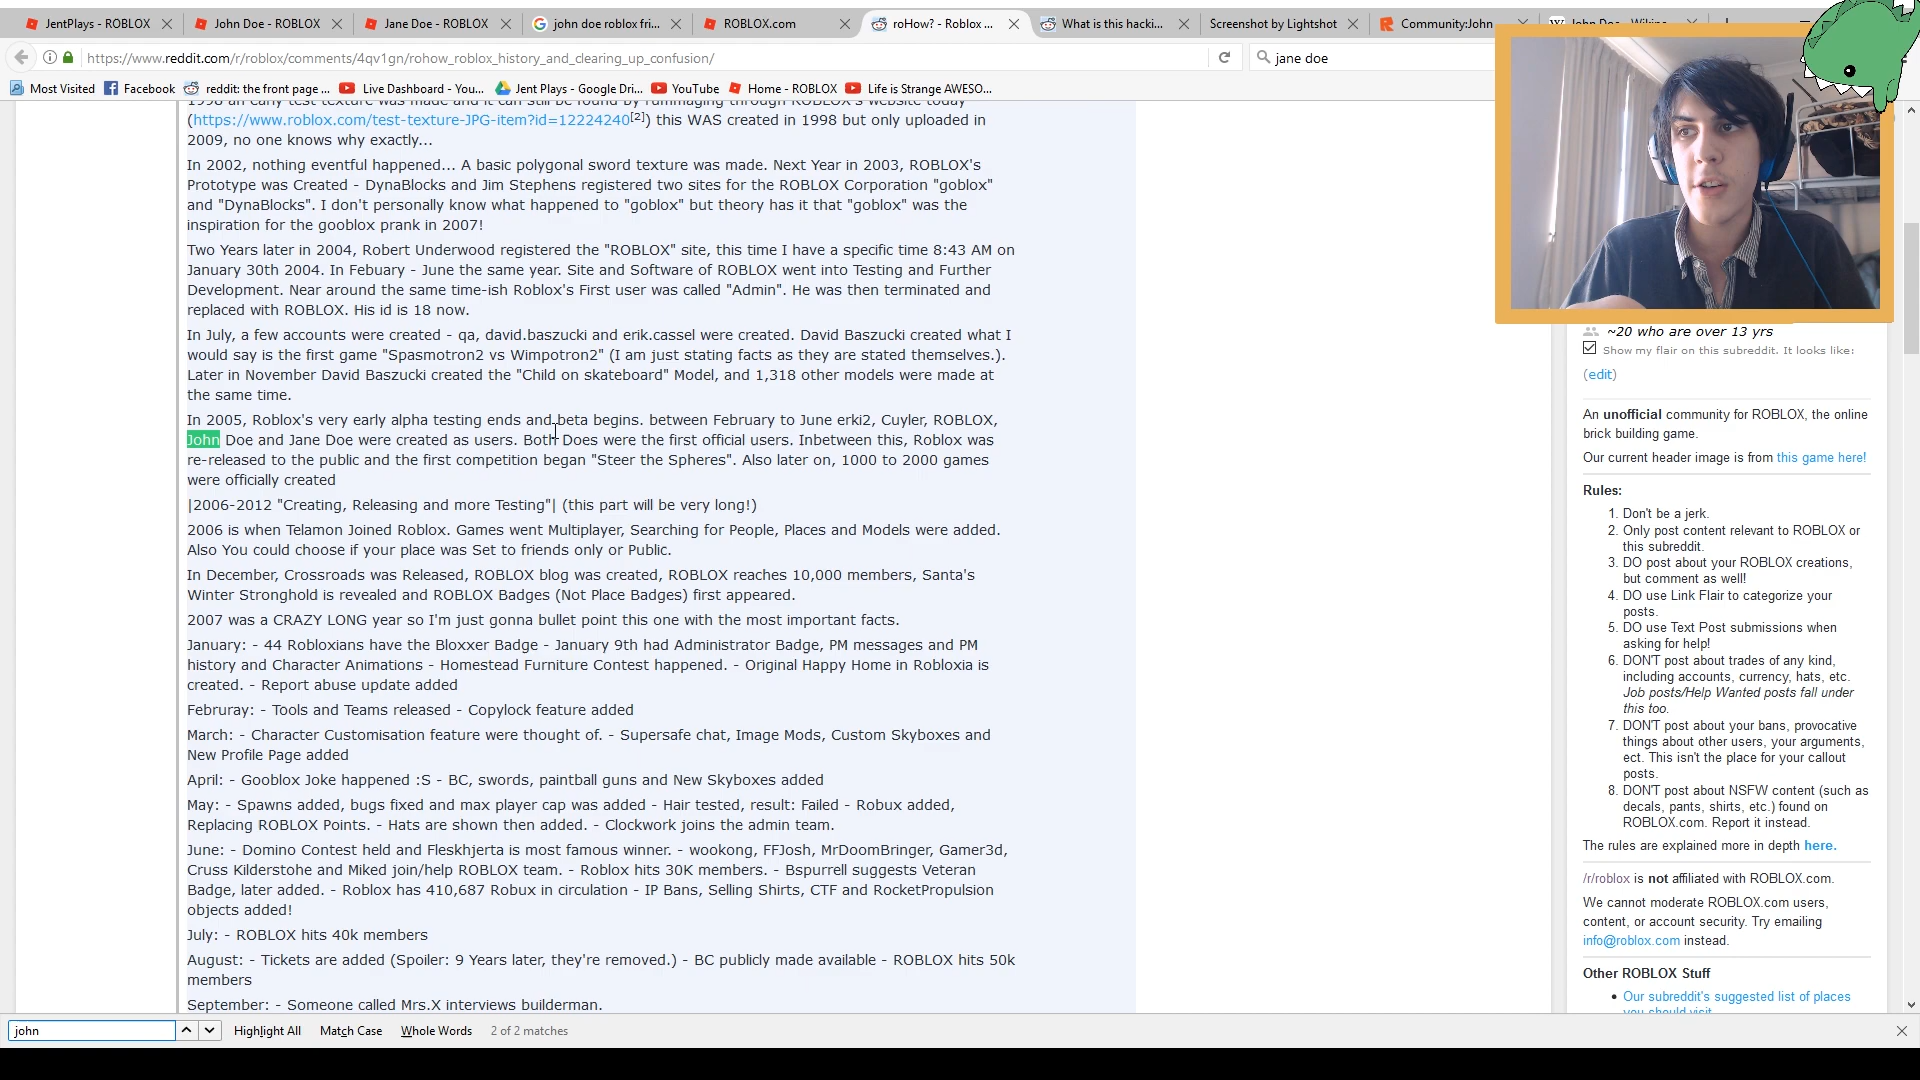 JentPlays - ROBLOX
John Doe - ROBLOX
Jane Doe - ROBLOX
john doe roblox fri...
ROBLOX.com
roHow? - Roblox ...
What is this hacki...
Screenshot by Lightshot
Community:John
https://www.reddit.com/r/roblox/comments/4qv1gn/rohow_roblox_history_and_clearing_up_confusion/
jane doe
Most Visited
Facebook
reddit: the front page ...
Live Dashboard - You...
Jent Plays - Google Dri...
YouTube
Home - ROBLOX
Life is Strange AWESO...
1998 an early test texture was made and it can still be found by rummaging through ROBLOX's website today
(https://www.roblox.com/test-texture-JPG-item?id=12224240[2]) this WAS created in 1998 but only uploaded in
2009, no one knows why exactly...
In 2002, nothing eventful happened... A basic polygonal sword texture was made. Next Year in 2003, ROBLOX's
Prototype was Created - DynaBlocks and Jim Stephens registered two sites for the ROBLOX Corporation "goblox"
and "DynaBlocks". I don't personally know what happened to "goblox" but theory has it that "goblox" was the
inspiration for the gooblox prank in 2007!
Two Years later in 2004, Robert Underwood registered the "ROBLOX" site, this time I have a specific time 8:43 AM on
January 30th 2004. In Febuary - June the same year. Site and Software of ROBLOX went into Testing and Further
Development. Near around the same time-ish Roblox's First user was called "Admin". He was then terminated and
replaced with ROBLOX. His id is 18 now.
In July, a few accounts were created - qa, david.baszucki and erik.cassel were created. David Baszucki created what I
would say is the first game "Spasmotron2 vs Wimpotron2" (I am just stating facts as they are stated themselves.).
Later in November David Baszucki created the "Child on skateboard" Model, and 1,318 other models were made at
the same time.
In 2005, Roblox's very early alpha testing ends and beta begins. between February to June erki2, Cuyler, ROBLOX,
John Doe and Jane Doe were created as users. Both Does were the first official users. Inbetween this, Roblox was
re-released to the public and the first competition began "Steer the Spheres". Also later on, 1000 to 2000 games
were officially created
|2006-2012 "Creating, Releasing and more Testing"| (this part will be very long!)
2006 is when Telamon Joined Roblox. Games went Multiplayer, Searching for People, Places and Models were added.
Also You could choose if your place was Set to friends only or Public.
In December, Crossroads was Released, ROBLOX blog was created, ROBLOX reaches 10,000 members, Santa's
Winter Stronghold is revealed and ROBLOX Badges (Not Place Badges) first appeared.
2007 was a CRAZY LONG year so I'm just gonna bullet point this one with the most important facts.
January: - 44 Robloxians have the Bloxxer Badge - January 9th had Administrator Badge, PM messages and PM
history and Character Animations - Homestead Furniture Contest happened. - Original Happy Home in Robloxia is
created. - Report abuse update added
Februray: - Tools and Teams released - Copylock feature added
March: - Character Customisation feature were thought of. - Supersafe chat, Image Mods, Custom Skyboxes and
New Profile Page added
April: - Gooblox Joke happened :S - BC, swords, paintball guns and New Skyboxes added
May: - Spawns added, bugs fixed and max player cap was added - Hair tested, result: Failed - Robux added,
Replacing ROBLOX Points. - Hats are shown then added. - Clockwork joins the admin team.
June: - Domino Contest held and Fleskhjerta is most famous winner. - wookong, FFJosh, MrDoomBringer, Gamer3d,
Cruss Kilderstohe and Miked join/help ROBLOX team. - Roblox hits 30K members. - Bspurrell suggests Veteran
Badge, later added. - Roblox has 410,687 Robux in circulation - IP Bans, Selling Shirts, CTF and RocketPropulsion
objects added!
July: - ROBLOX hits 40k members
August: - Tickets are added (Spoiler: 9 Years later, they're removed.) - BC publicly made available - ROBLOX hits 50k
members
September: - Someone called Mrs.X interviews builderman.
~20 who are over 13 yrs
Show my flair on this subreddit. It looks like:
(edit)
An unofficial community for ROBLOX, the online
brick building game.
Our current header image is from this game here!
Rules:
1. Don't be a jerk.
2. Only post content relevant to ROBLOX or
this subreddit.
3. DO post about your ROBLOX creations,
but comment as well!
4. DO use Link Flair to categorize your
posts.
5. DO use Text Post submissions when
asking for help!
6. DON'T post about trades of any kind,
including accounts, currency, hats, etc.
Job posts/Help Wanted posts fall under
this too.
7. DON'T post about your bans, provocative
things about other users, your arguments,
ect. This isn't the place for your callout
posts.
8. DON'T post about NSFW content (such as
decals, pants, shirts, etc.) found on
ROBLOX.com. Report it instead.
The rules are explained more in depth here.
/r/roblox is not affiliated with ROBLOX.com.
We cannot moderate ROBLOX.com users,
content, or account security. Try emailing
info@roblox.com instead.
Other ROBLOX Stuff
• Our subreddit's suggested list of places
you should visit
john
Highlight All
Match Case
Whole Words
2 of 2 matches